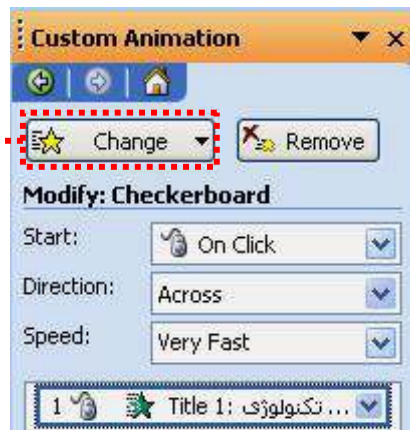 Custom Animation
Change Remove
Modify: Checkerboard
Start: On Click
Direction: Across
Speed: Very Fast
1 Title 1: تکنولوژی ...